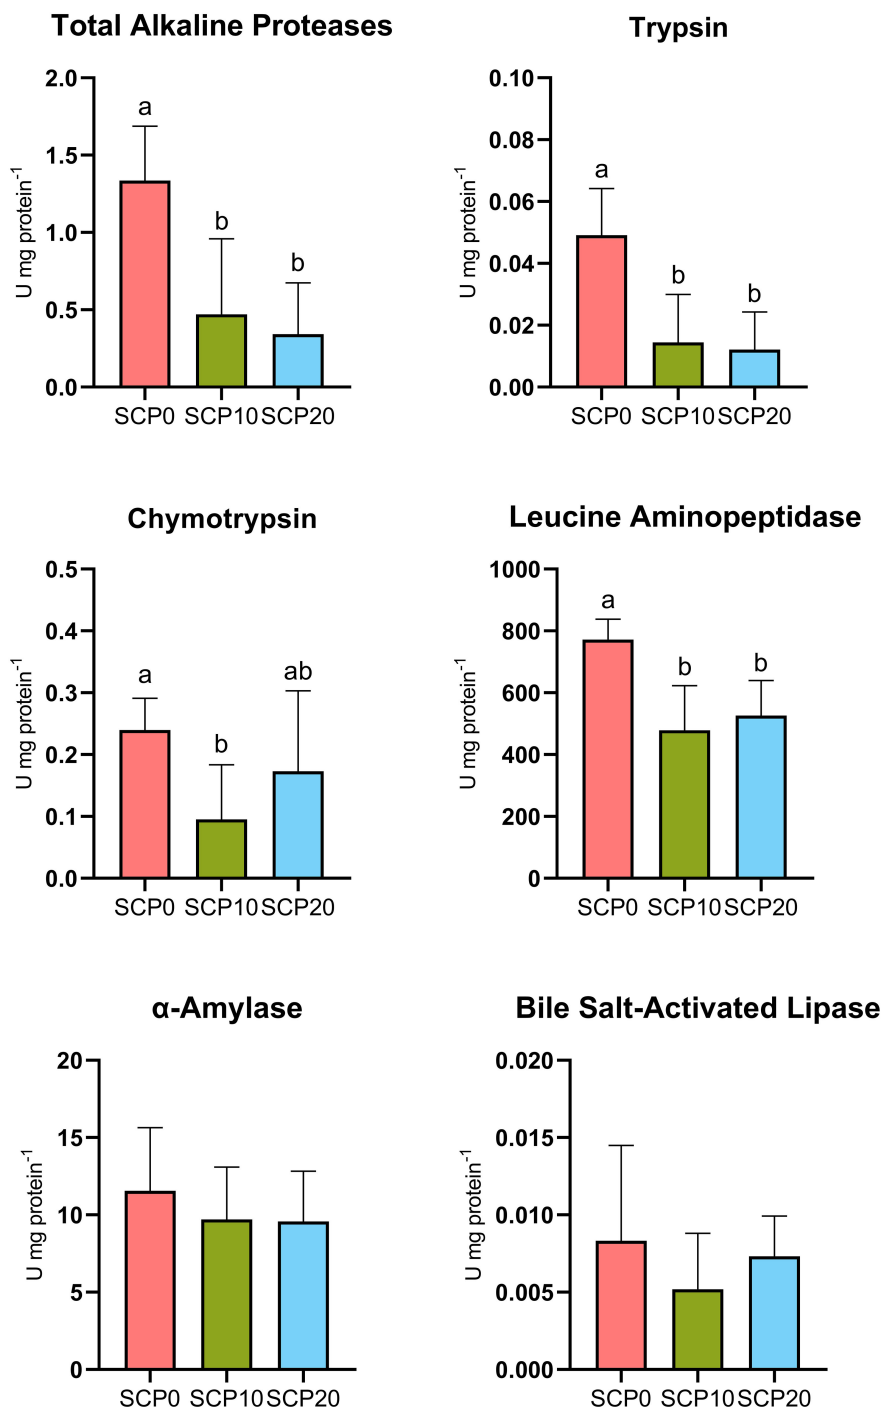 Total Alkaline Proteases
U mg protein⁻¹
2.0
1.5
1.0
0.5
0.0
a
b
b
SCP0 SCP10 SCP20
Trypsin
U mg protein⁻¹
0.10
0.08
0.06
0.04
0.02
0.00
a
b
b
SCP0 SCP10 SCP20
Chymotrypsin
U mg protein⁻¹
0.5
0.4
0.3
0.2
0.1
0.0
a
b
ab
SCP0 SCP10 SCP20
Leucine Aminopeptidase
U mg protein⁻¹
1000
800
600
400
200
0
a
b
b
SCP0 SCP10 SCP20
α-Amylase
U mg protein⁻¹
20
15
10
5
0
SCP0 SCP10 SCP20
Bile Salt-Activated Lipase
U mg protein⁻¹
0.020
0.015
0.010
0.005
0.000
SCP0 SCP10 SCP20